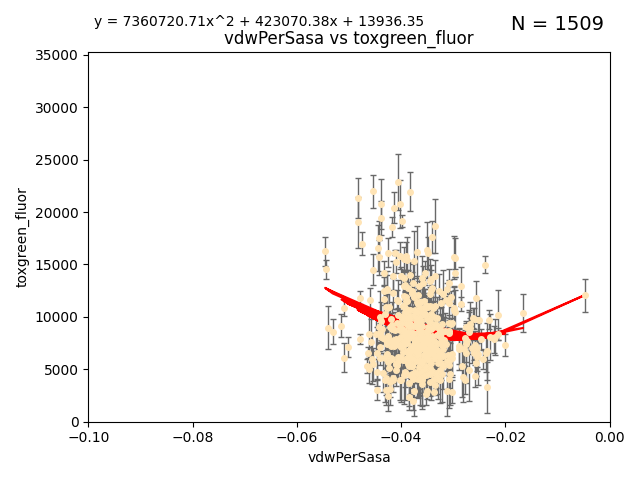 y = 7360720.71x^2 + 423070.38x + 13936.35
N = 1509
vdwPerSasa vs toxgreen_fluor
35000
30000
25000
20000
15000
10000
5000
0
toxgreen_fluor
−0.10
−0.08
−0.06
−0.04
−0.02
0.00
vdwPerSasa